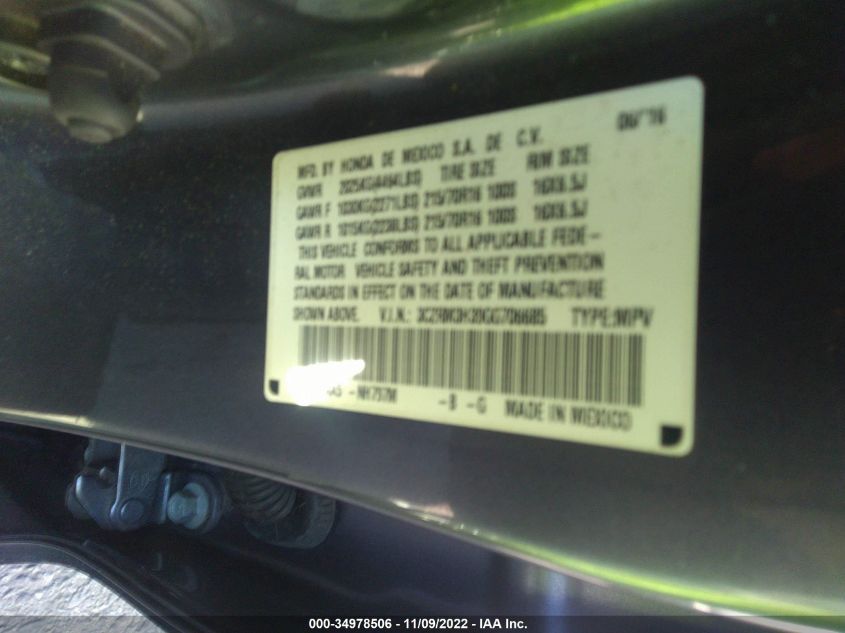 06/16
MFD. BY HONDA DE MEXICO S.A. DE C.V.
GVWR 2025KG(4464LBS) TIRE SIZE RIM SIZE
GAWR F 1030KG(2271LBS) 215/70R16 100S 16X6.5J
GAWR R 1015KG(2238LBS) 215/70R16 100S 16X6.5J
THIS VEHICLE CONFORMS TO ALL APPLICABLE FEDE-
RAL MOTOR VEHICLE SAFETY AND THEFT PREVENTION
STANDARDS IN EFFECT ON THE DATE OF MANUFACTURE
SHOWN ABOVE. V.I.N.: TYPE:MPV
NH797M -B -G MADE IN MEXICO
000-34978506 - 11/09/2022 - IAA Inc.